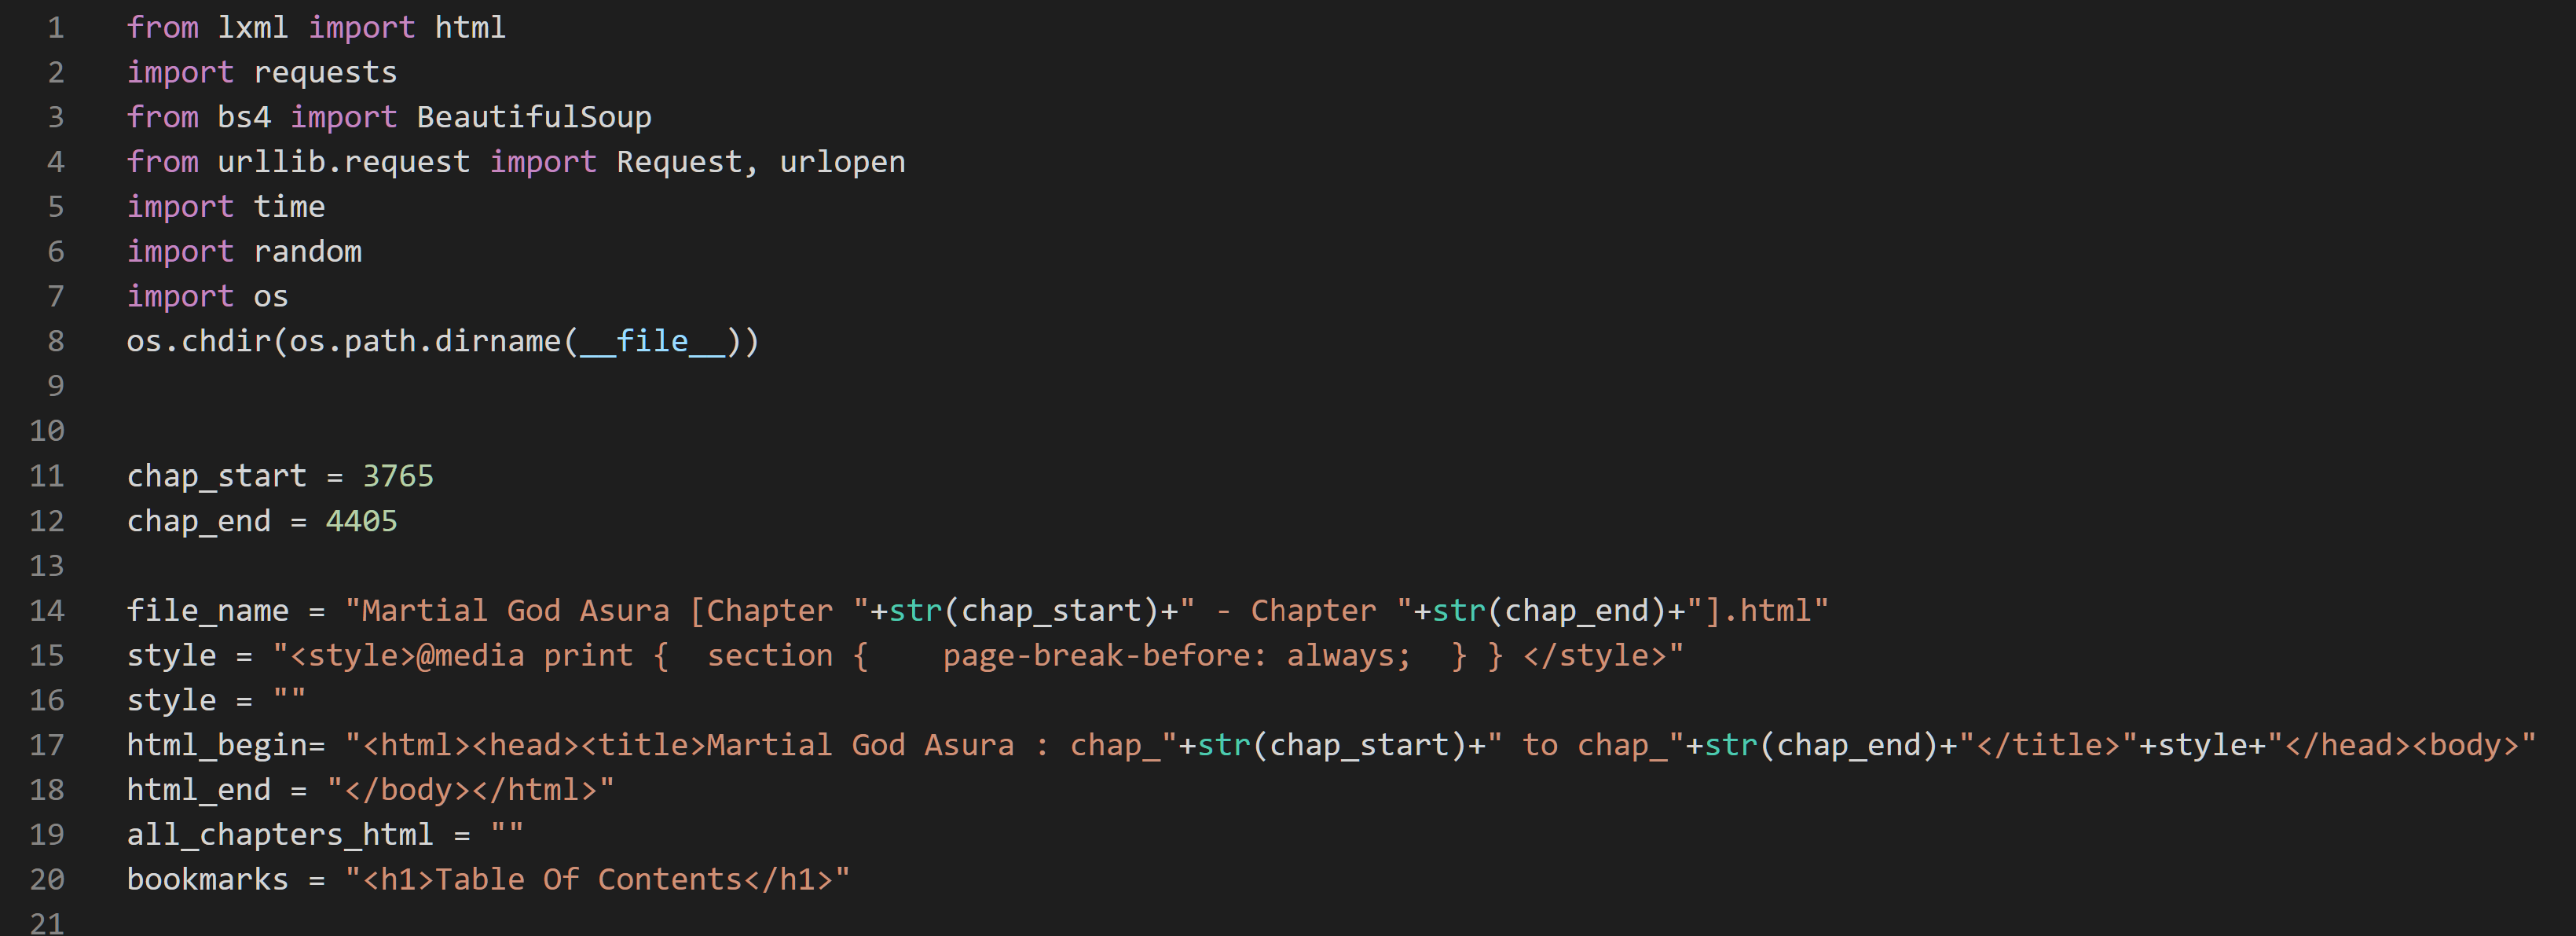 1 from lxml import html
2 import requests
3 from bs4 import BeautifulSoup
4 from urllib.request import Request, urlopen
5 import time
6 import random
7 import os
8 os.chdir(os.path.dirname(__file__))
9
10
11 chap_start = 3765
12 chap_end = 4405
13
14 file_name = "Martial God Asura [Chapter "+str(chap_start)+" - Chapter "+str(chap_end)+"].html"
15 style = "<style>@media print {  section {    page-break-before: always;  } } </style>"
16 style = ""
17 html_begin= "<html><head><title>Martial God Asura : chap_"+str(chap_start)+" to chap_"+str(chap_end)+"</title>"+style+"</head><body>"
18 html_end = "</body></html>"
19 all_chapters_html = ""
20 bookmarks = "<h1>Table Of Contents</h1>"
21